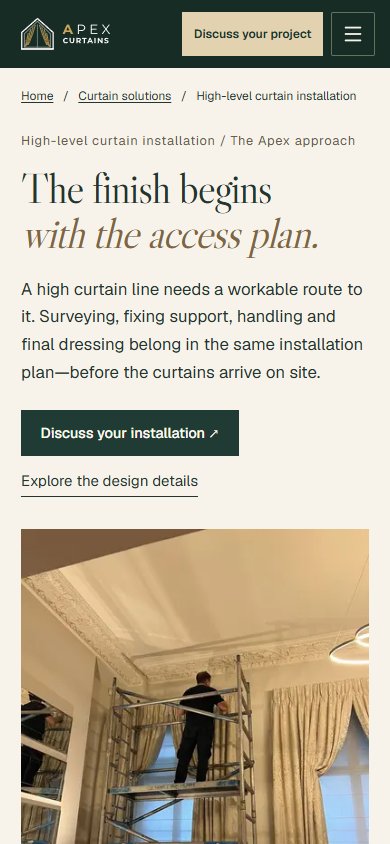 APEX
CURTAINS
Discuss your project
Home / Curtain solutions / High-level curtain installation
High-level curtain installation / The Apex approach
The finish begins
with the access plan.
A high curtain line needs a workable route to
it. Surveying, fixing support, handling and
final dressing belong in the same installation
plan—before the curtains arrive on site.
Discuss your installation ↗
Explore the design details